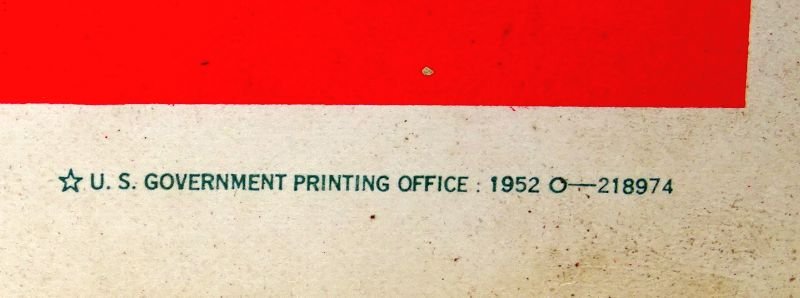 ☆ U. S. GOVERNMENT PRINTING OFFICE : 1952 O—218974